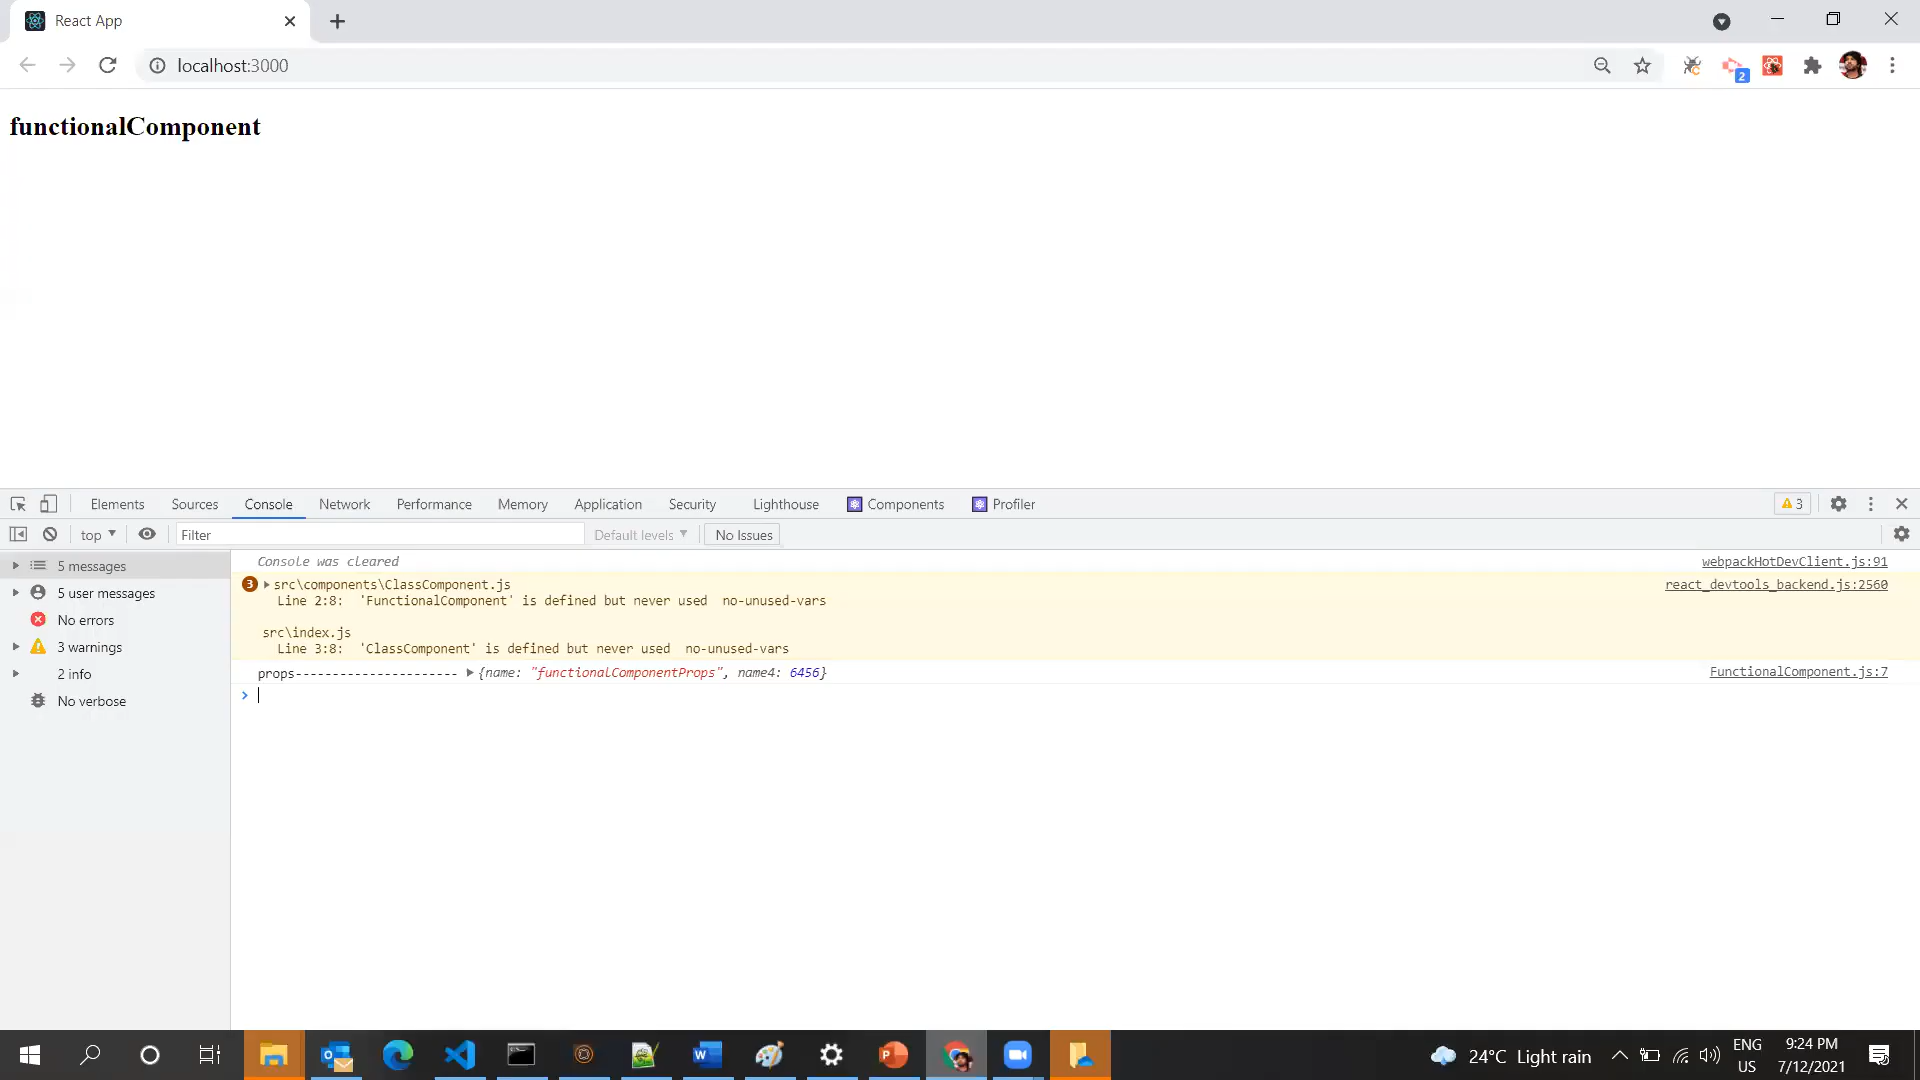 React App
localhost:3000
2
functionalComponent
Elements Sources Console Network Performance Memory Application Security Lighthouse Components Profiler 3
top Filter Default levels No Issues
5 messages
5 user messages
No errors
3 warnings
2 info
No verbose
Console was cleared webpackHotDevClient.js:91
3 src\components\ClassComponent.js react_devtools_backend.js:2560
Line 2:8: 'FunctionalComponent' is defined but never used no-unused-vars
src\index.js
Line 3:8: 'ClassComponent' is defined but never used no-unused-vars
props---------------------- {name: "functionalComponentProps", name4: 6456} FunctionalComponent.js:7
24°C Light rain
ENG
US
9:24 PM
7/12/2021